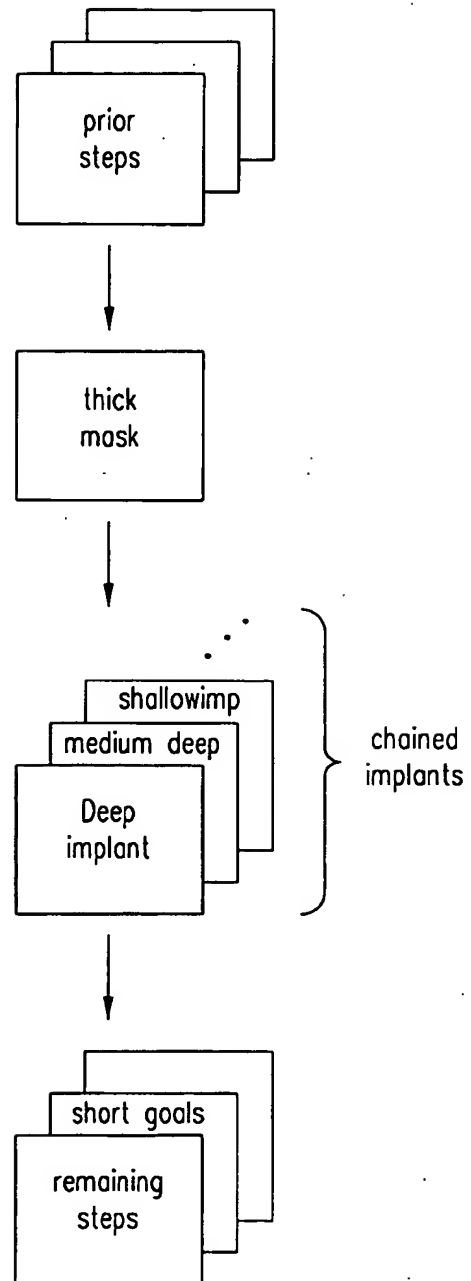 prior
steps
thick
mask
shallowimp
medium deep
Deep
implant
chained
implants
short goals
remaining
steps